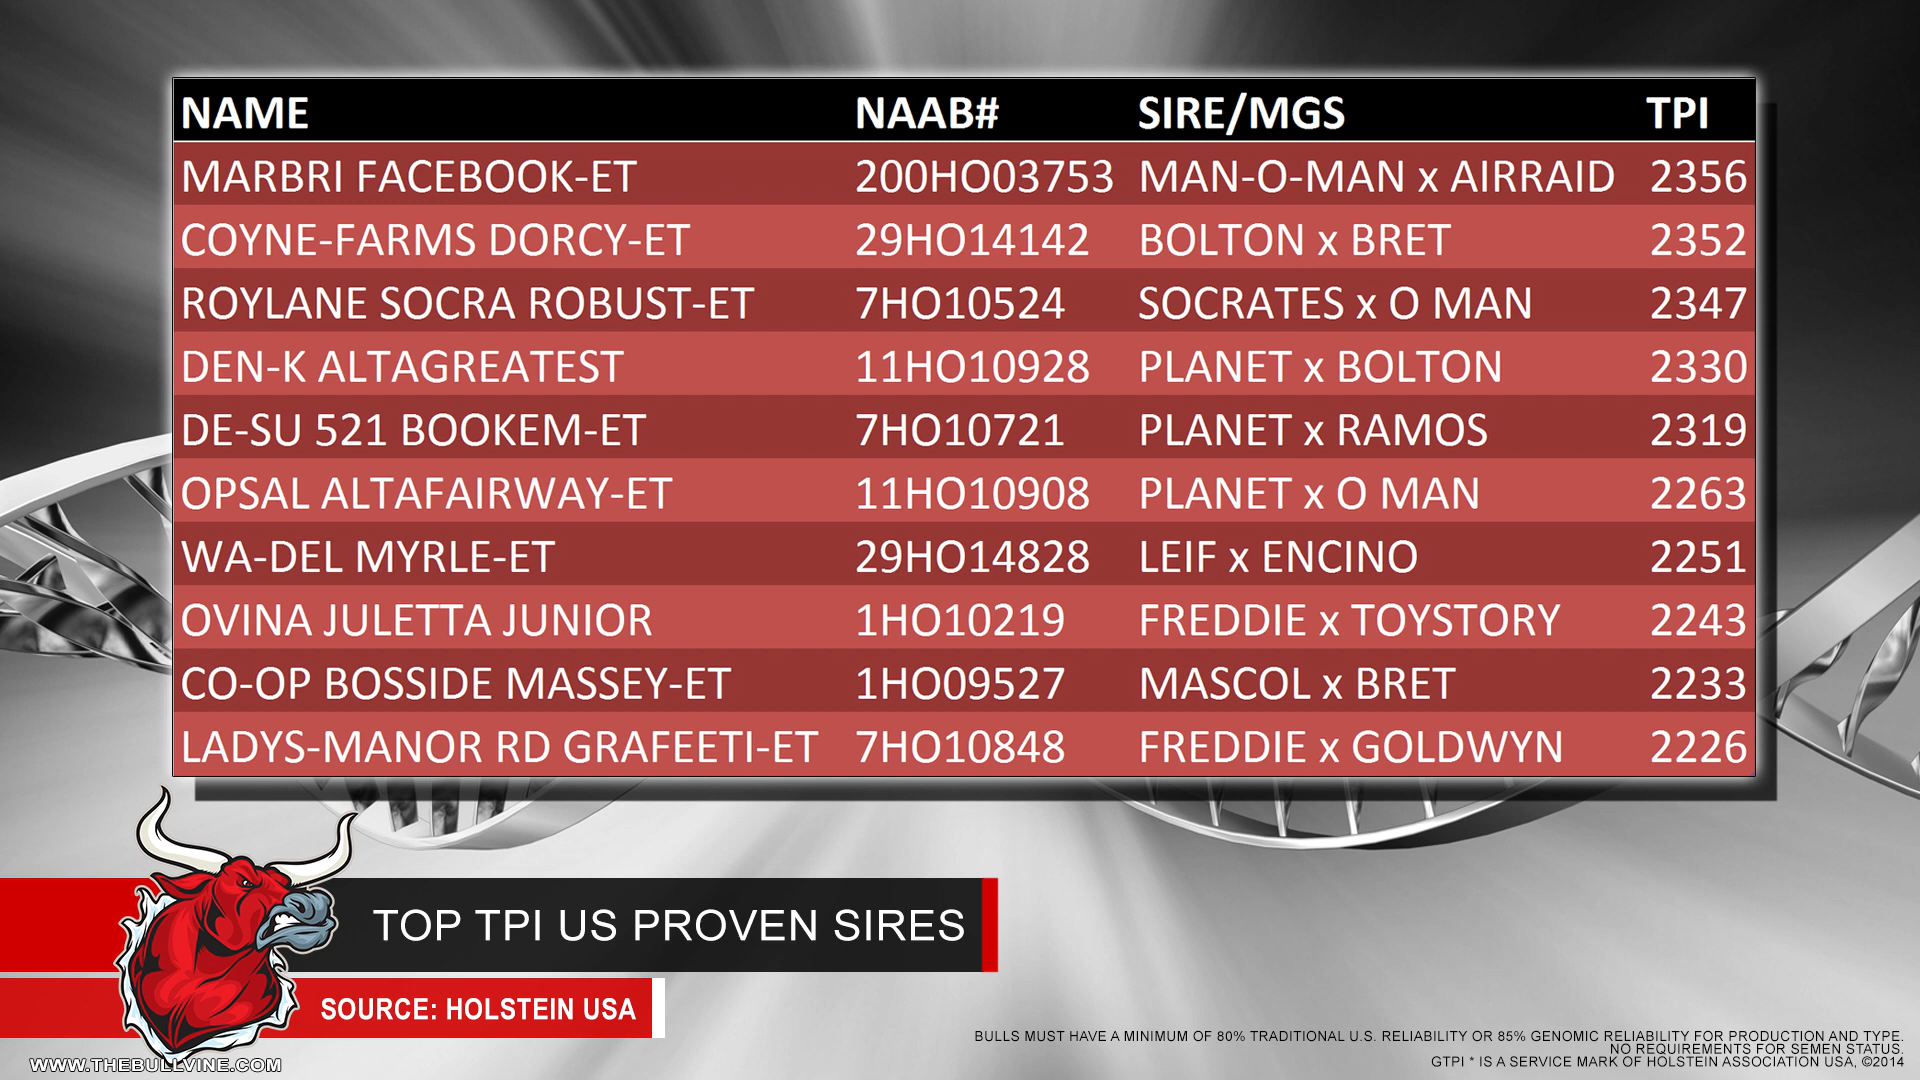 NAME NAAB# SIRE/MGS TPI
MARBRI FACEBOOK-ET 200HO03753 MAN-O-MAN x AIRRAID 2356
COYNE-FARMS DORCY-ET 29HO14142 BOLTON x BRET 2352
ROYLANE SOCRA ROBUST-ET 7HO10524 SOCRATES x O MAN 2347
DEN-K ALTAGREATEST 11HO10928 PLANET x BOLTON 2330
DE-SU 521 BOOKEM-ET 7HO10721 PLANET x RAMOS 2319
OPSAL ALTAFAIRWAY-ET 11HO10908 PLANET x O MAN 2263
WA-DEL MYRLE-ET 29HO14828 LEIF x ENCINO 2251
OVINA JULETTA JUNIOR 1HO10219 FREDDIE x TOYSTORY 2243
CO-OP BOSSIDE MASSEY-ET 1HO09527 MASCOL x BRET 2233
LADYS-MANOR RD GRAFEETI-ET 7HO10848 FREDDIE x GOLDWYN 2226
TOP TPI US PROVEN SIRES
SOURCE: HOLSTEIN USA
WWW.THEBULLVINE.COM
BULLS MUST HAVE A MINIMUM OF 80% TRADITIONAL U.S. RELIABILITY OR 85% GENOMIC RELIABILITY FOR PRODUCTION AND TYPE.
NO REQUIREMENTS FOR SEMEN STATUS.
GTPI * IS A SERVICE MARK OF HOLSTEIN ASSOCIATION USA, ©2014